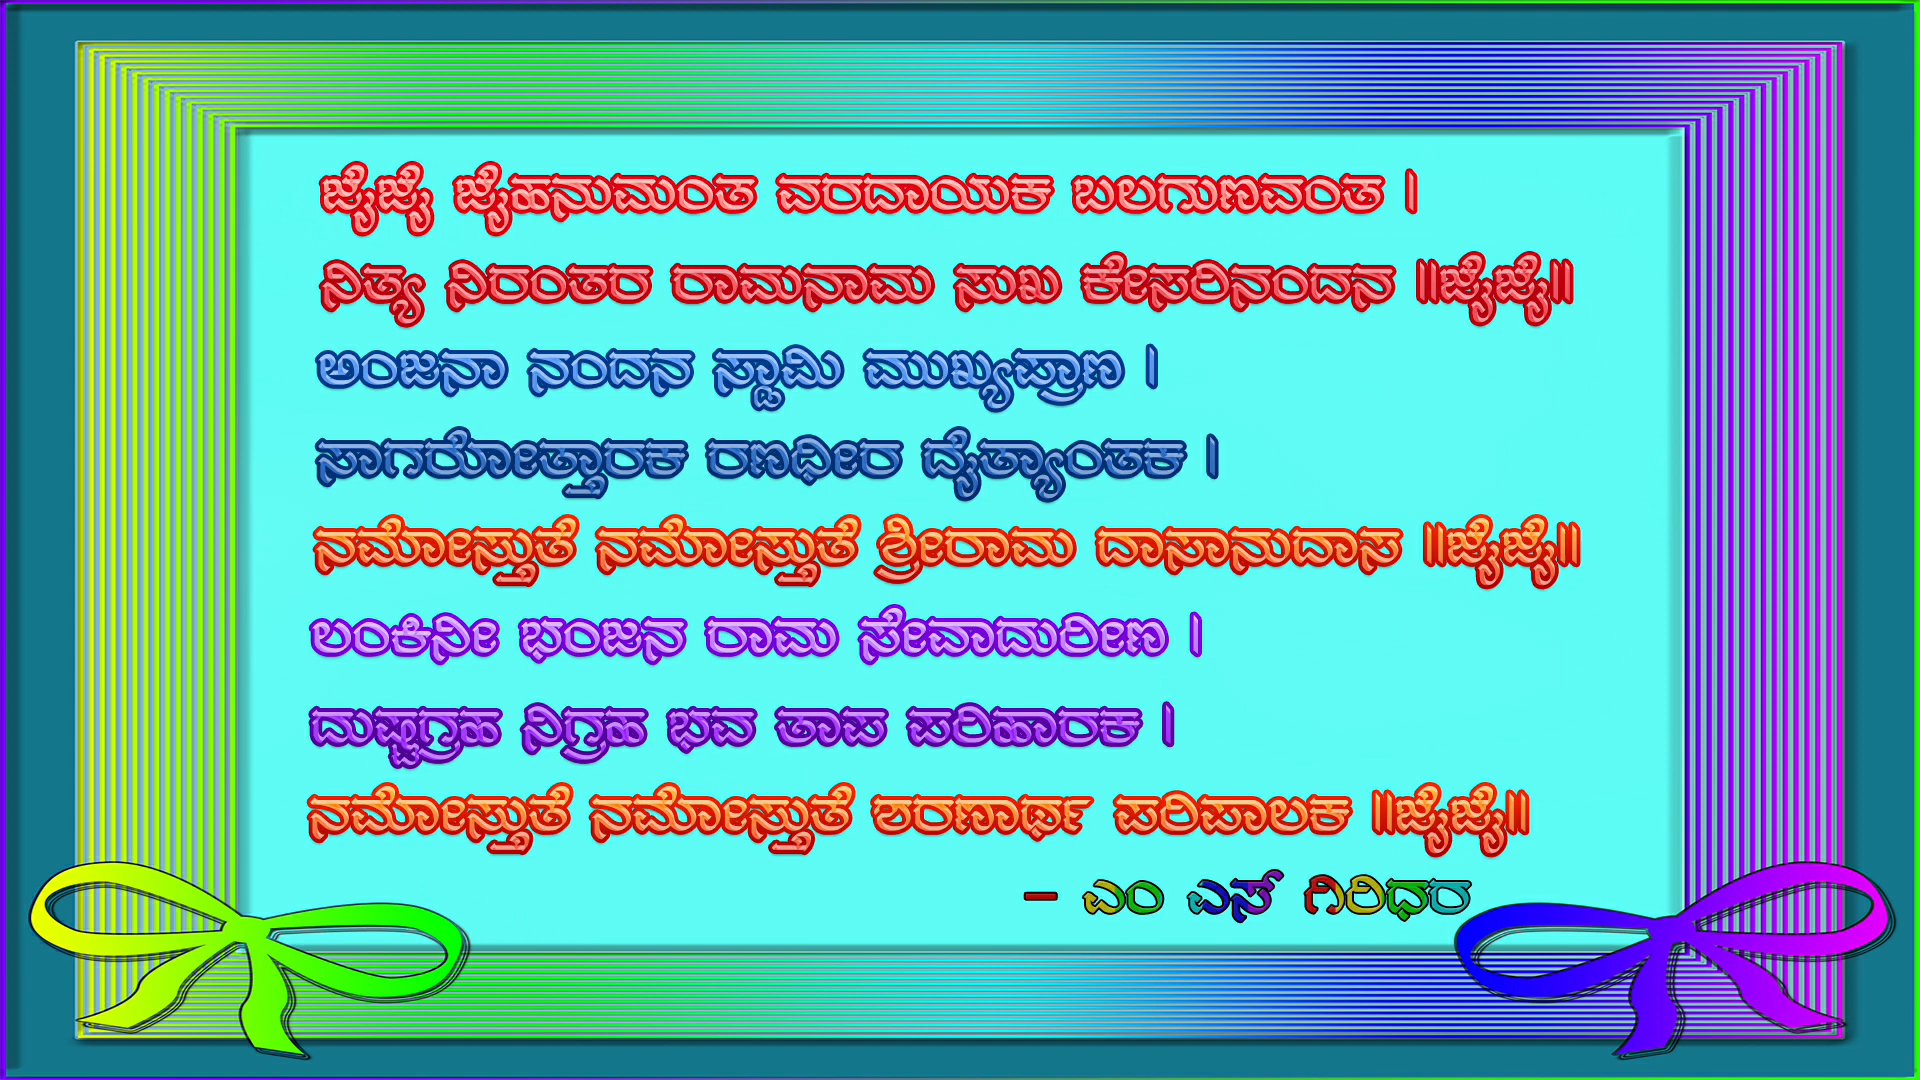 ಜೈಜೈ ಜೈಹನುಮಂತ ವರದಾಯಕ ಬಲಗುಣವಂತ |
ನಿತ್ಯ ನಿರಂತರ ರಾಮನಾಮ ಸುಖ ಕೇಸರಿನಂದನ ||ಜೈಜೈ||
ಅಂಜನಾ ನಂದನ ಸ್ವಾಮಿ ಮುಖ್ಯಪ್ರಾಣ |
ಸಾಗರೋತ್ತಾರಕ ರಣಧೀರ ದೈತ್ಯಾಂತಕ |
ನಮೋಸ್ತುತೆ ನಮೋಸ್ತುತೆ ಶ್ರೀರಾಮ ದಾಸಾನುದಾಸ ||ಜೈಜೈ||
ಲಂಕಿನೀ ಭಂಜನ ರಾಮ ಸೇವಾದುರೀಣ |
ದುಷ್ಟಗ್ರಹ ನಿಗ್ರಹ ಭವ ತಾಪ ಪರಿಹಾರಕ |
ನಮೋಸ್ತುತೆ ನಮೋಸ್ತುತೆ ಶರಣಾರ್ಥ ಪರಿಪಾಲಕ ||ಜೈಜೈ||
– ಎಂ ಎಸ್ ಗಿರಿಧರ